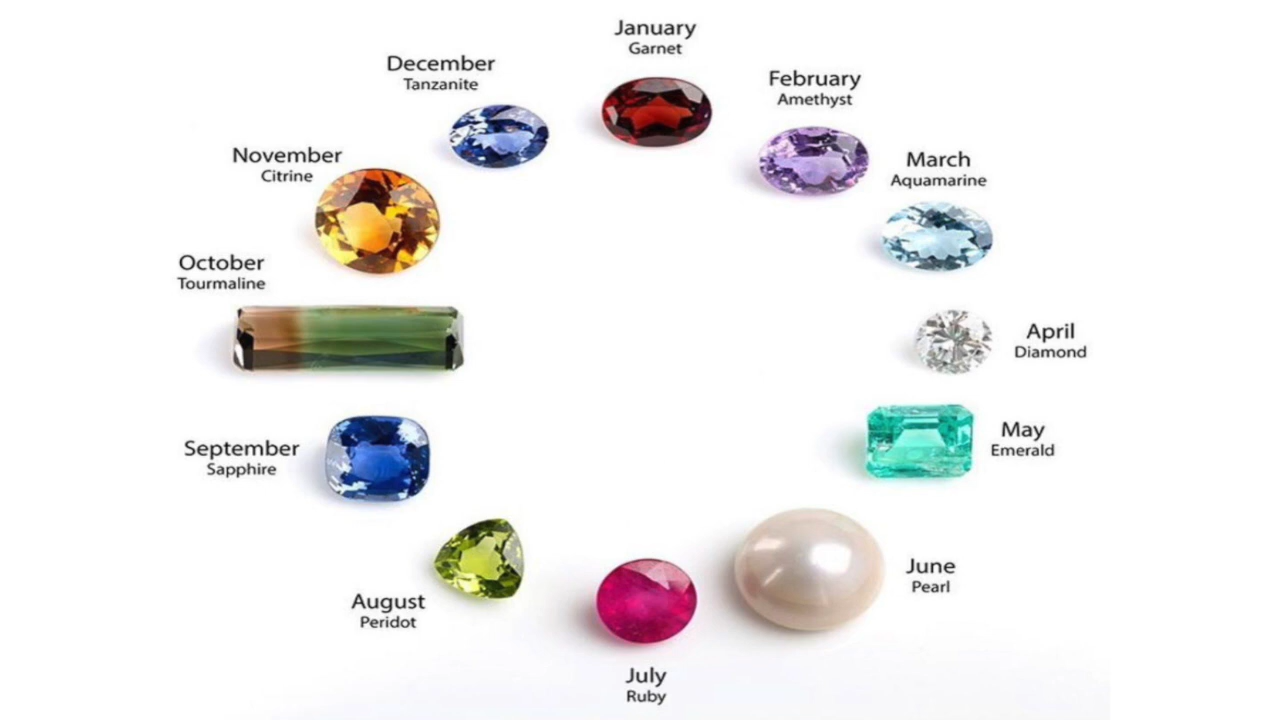 January
Garnet
February
Amethyst
March
Aquamarine
April
Diamond
May
Emerald
June
Pearl
July
Ruby
August
Peridot
September
Sapphire
October
Tourmaline
November
Citrine
December
Tanzanite